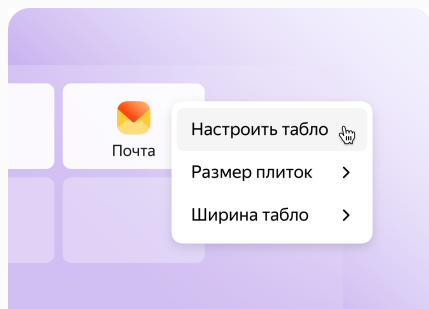 Почта
Настроить табло
Размер плиток
Ширина табло